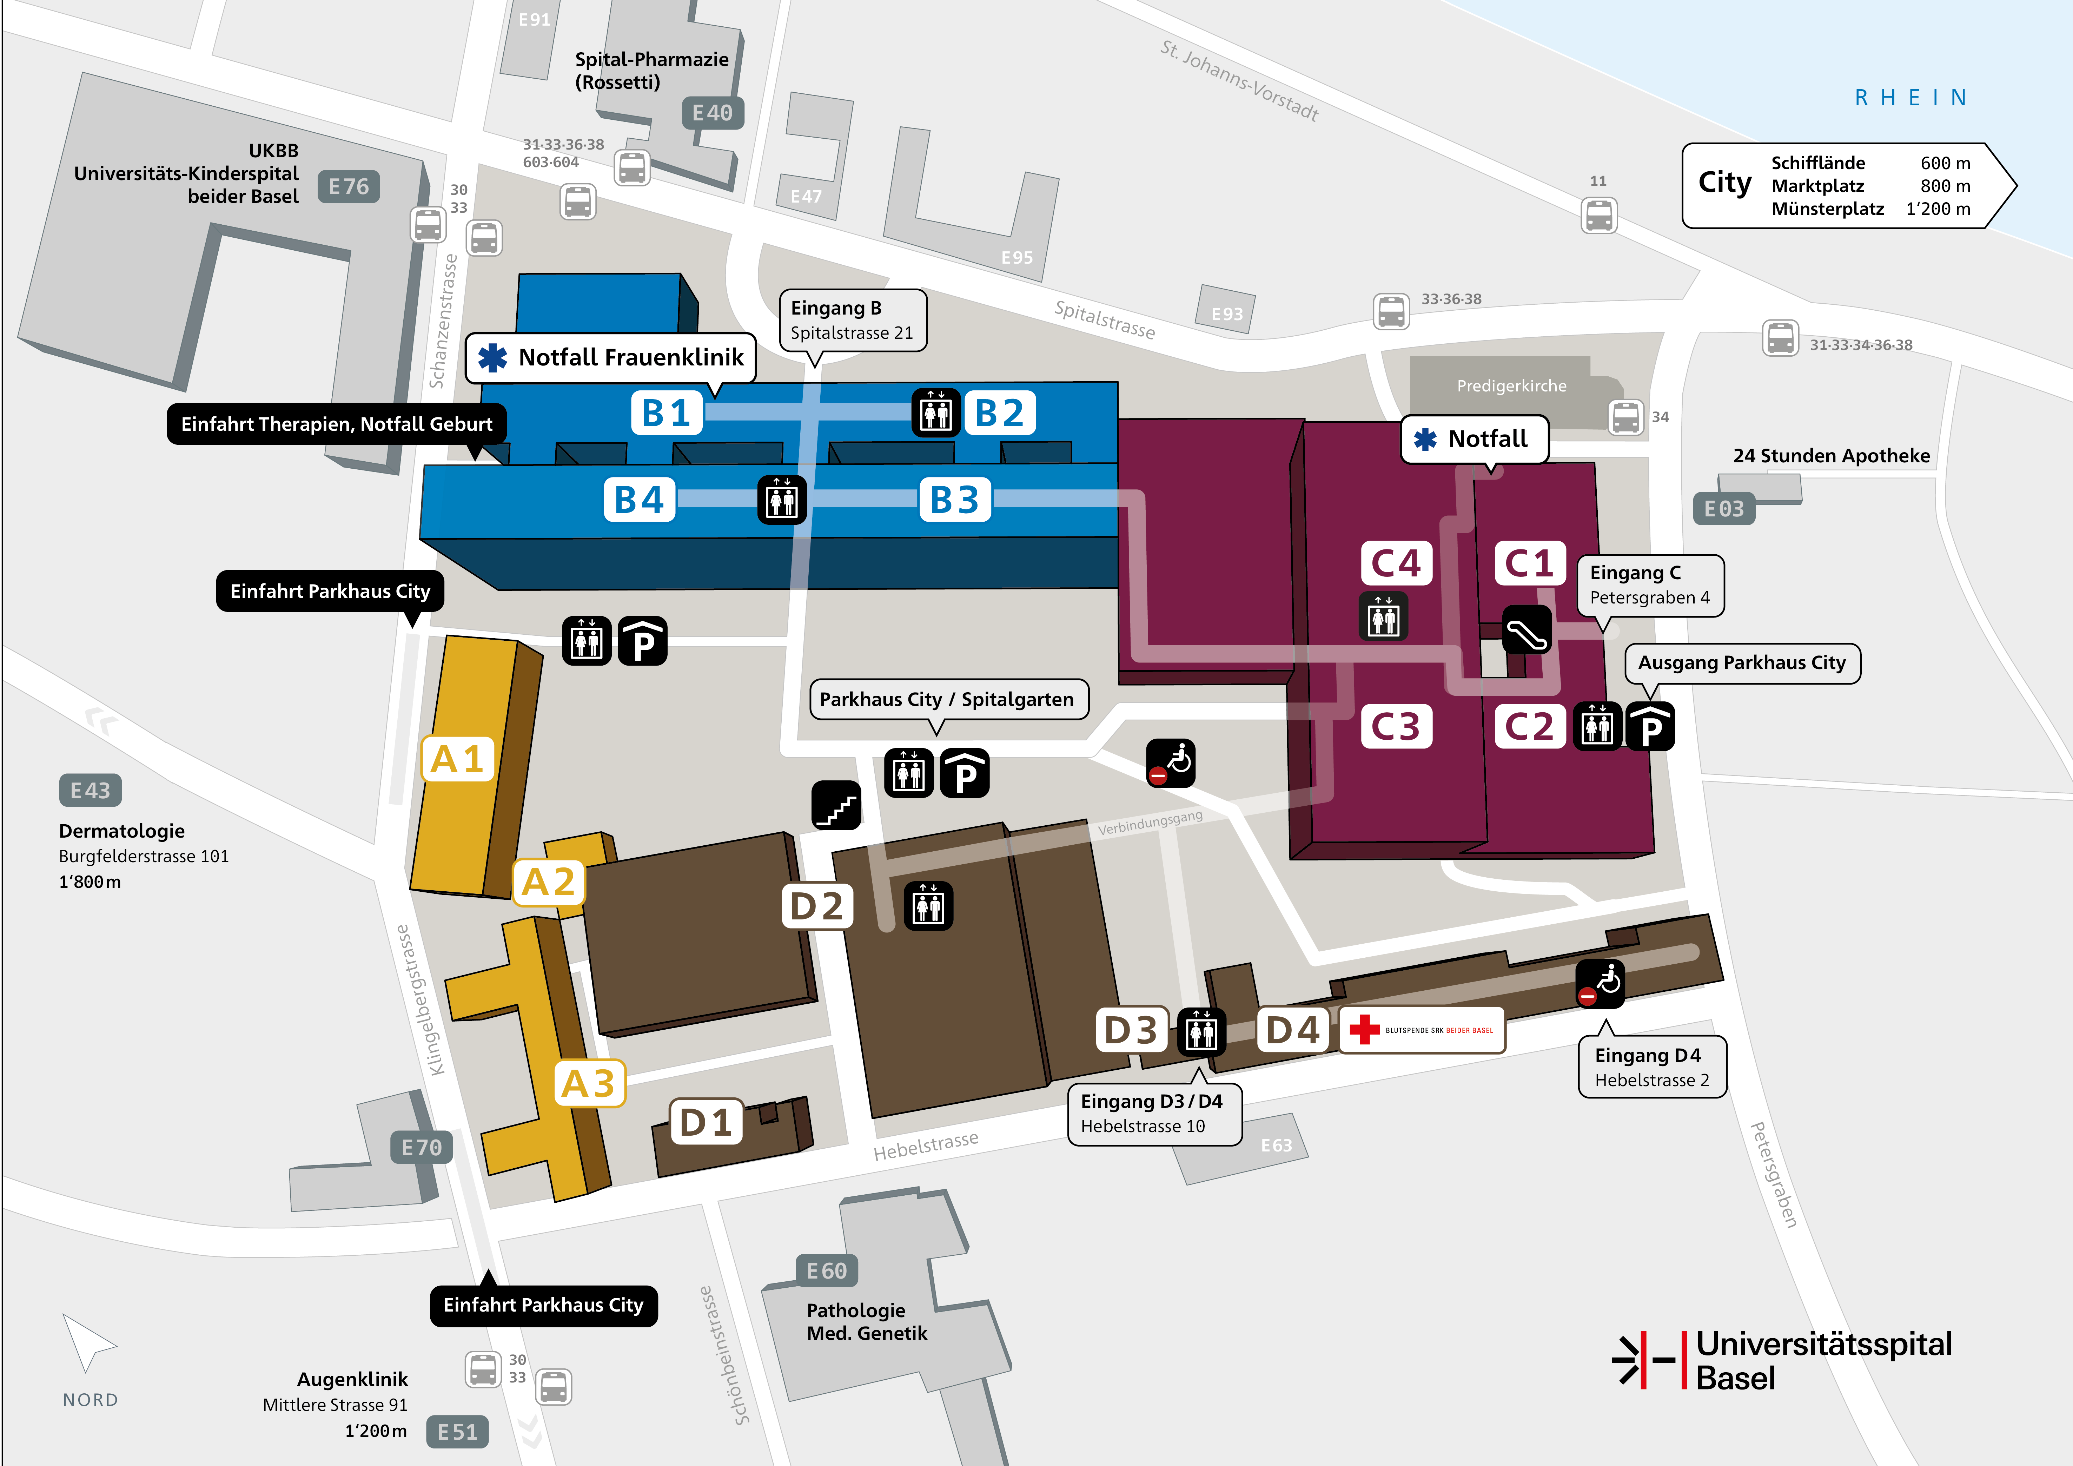 E91
Spital-Pharmazie
(Rossetti)
E40
St. Johanns-Vorstadt
RHEIN
City
Schifflände 600 m
Marktplatz 800 m
Münsterplatz 1'200 m
UKBB
Universitäts-Kinderspital
beider Basel
E76
31·33·36·38
603·604
30
33
E47
E95
11
Schanzenstrasse
Eingang B
Spitalstrasse 21
Spitalstrasse
E93
33·36·38
31·33·34·36·38
Notfall Frauenklinik
Predigerkirche
34
Einfahrt Therapien, Notfall Geburt
B1
B2
Notfall
24 Stunden Apotheke
E03
B4
B3
C4
C1
Eingang C
Petersgraben 4
Einfahrt Parkhaus City
P
Ausgang Parkhaus City
Parkhaus City / Spitalgarten
C3
C2
P
A1
P
E43
Dermatologie
Burgfelderstrasse 101
1'800 m
Verbindungsgang
A2
D2
Klingelbergstrasse
D3
D4
BLUTSPENDE SRK BEIDER BASEL
Eingang D4
Hebelstrasse 2
A3
D1
Eingang D3/D4
Hebelstrasse 10
E70
Hebelstrasse
E63
Petersgraben
E60
Pathologie
Med. Genetik
Einfahrt Parkhaus City
Schönbeinstrasse
30
33
NORD
Augenklinik
Mittlere Strasse 91
1'200 m
E51
Universitätsspital
Basel